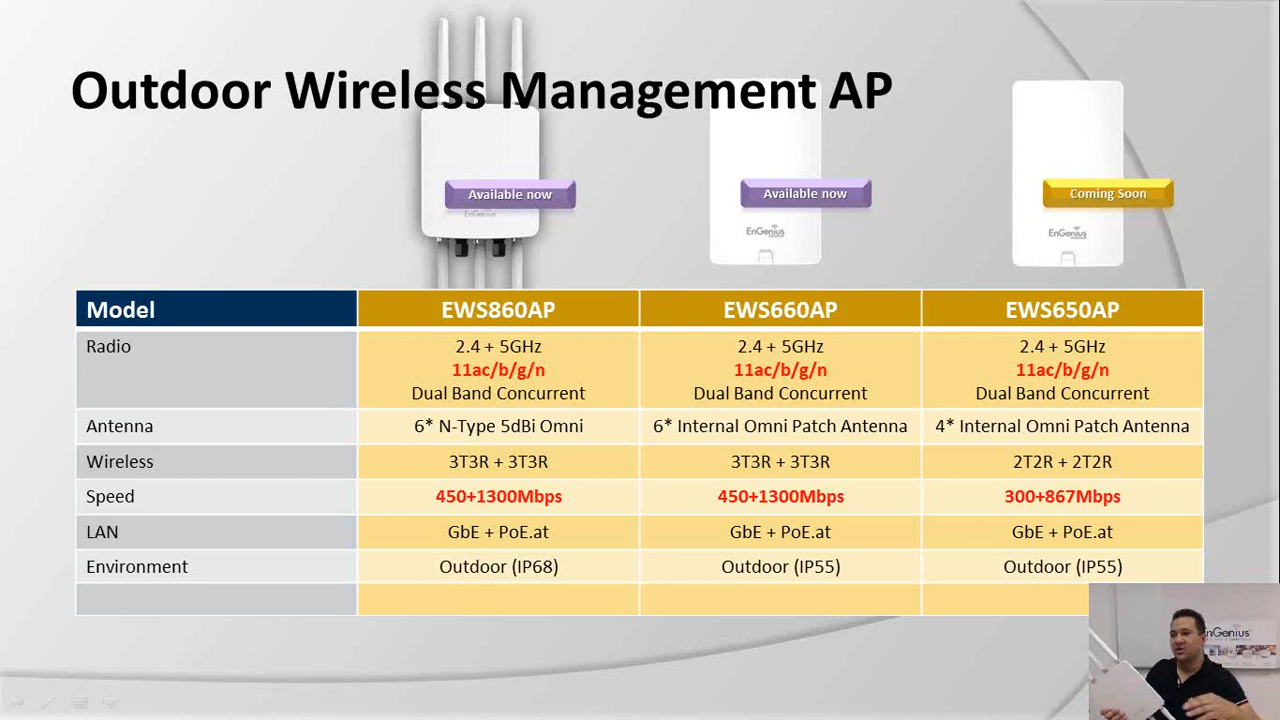 Outdoor Wireless Management AP
Available now
Available now
Coming Soon
EnGenius
EnGenius
EnGenius
Model EWS860AP EWS660AP EWS650AP
Radio 2.4 + 5GHz 2.4 + 5GHz 2.4 + 5GHz
11ac/b/g/n 11ac/b/g/n 11ac/b/g/n
Dual Band Concurrent Dual Band Concurrent Dual Band Concurrent
Antenna 6* N-Type 5dBi Omni 6* Internal Omni Patch Antenna 4* Internal Omni Patch Antenna
Wireless 3T3R + 3T3R 3T3R + 3T3R 2T2R + 2T2R
Speed 450+1300Mbps 450+1300Mbps 300+867Mbps
LAN GbE + PoE.at GbE + PoE.at GbE + PoE.at
Environment Outdoor (IP68) Outdoor (IP55) Outdoor (IP55)
EnGenius